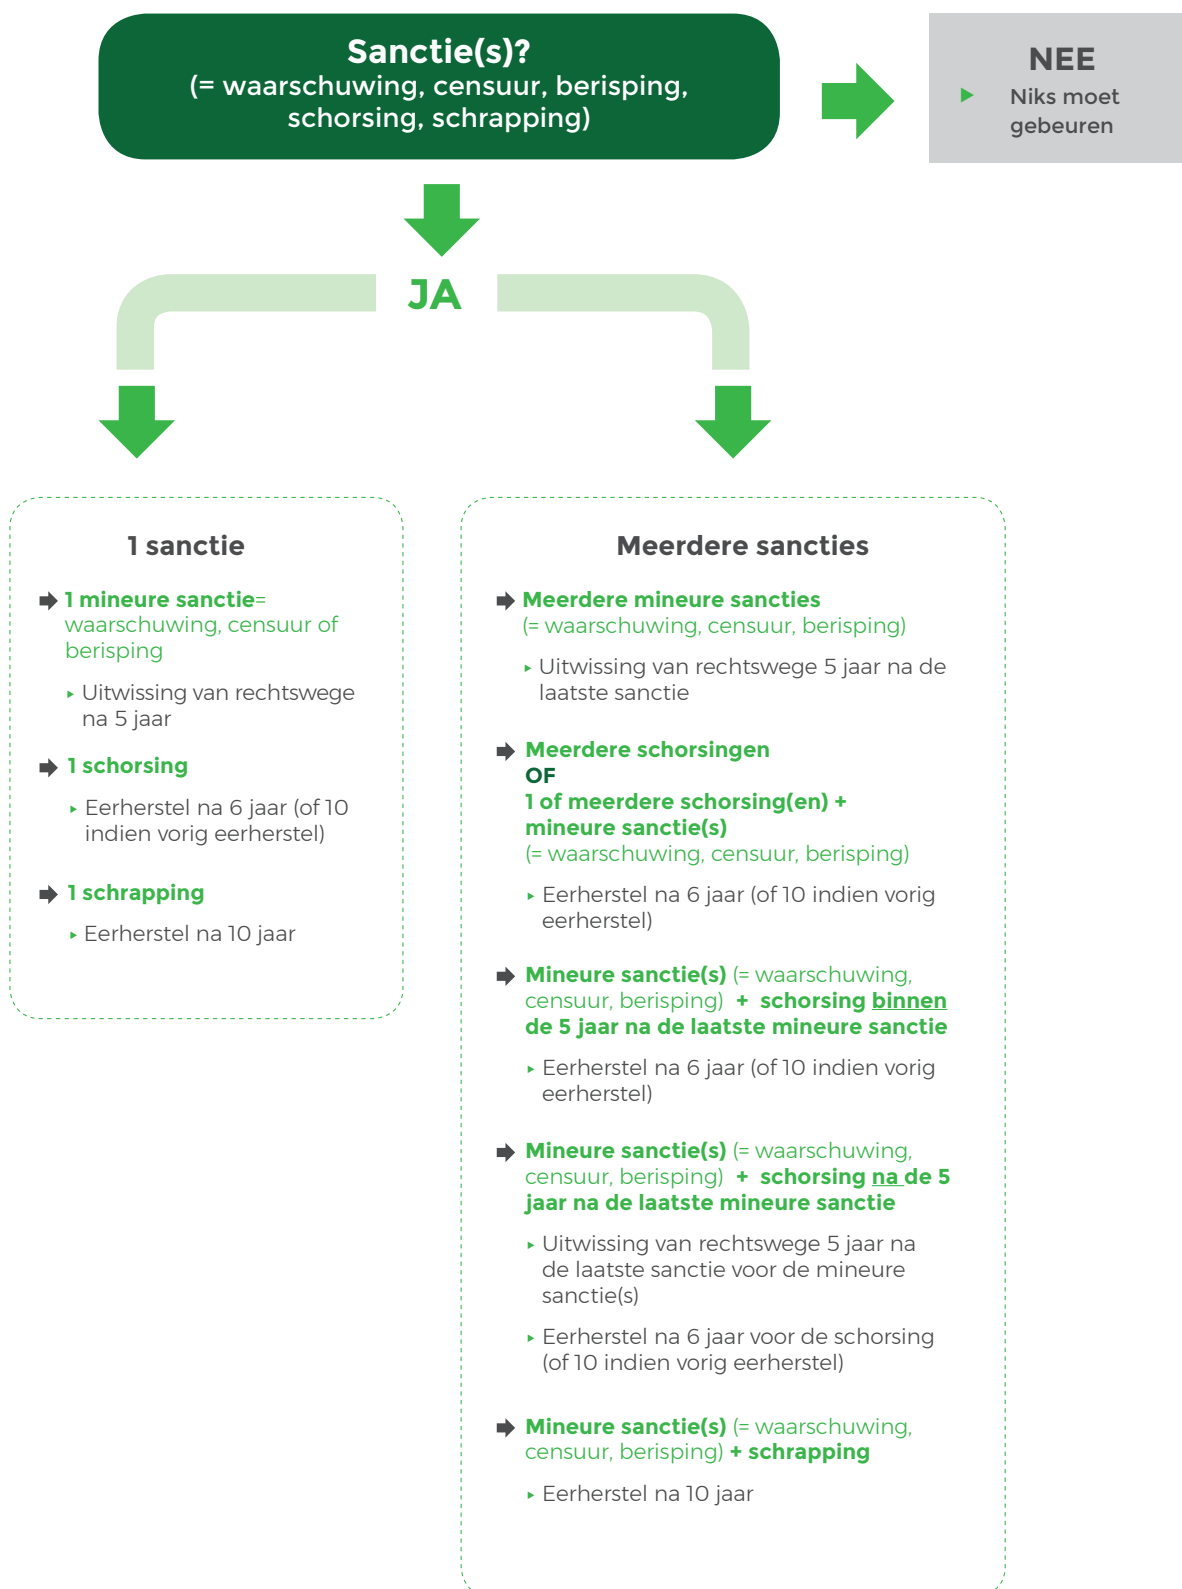 Sanctie(s)?
(= waarschuwing, censuur, berisping,
schorsing, schrapping)
NEE
Niks moet
gebeuren
JA
1 sanctie
1 mineure sanctie=
waarschuwing, censuur of
berisping
Uitwissing van rechtswege
na 5 jaar
1 schorsing
Eerherstel na 6 jaar (of 10
indien vorig eerherstel)
1 schrapping
Eerherstel na 10 jaar
Meerdere sancties
Meerdere mineure sancties
(= waarschuwing, censuur, berisping)
Uitwissing van rechtswege 5 jaar na de
laatste sanctie
Meerdere schorsingen
OF
1 of meerdere schorsing(en) +
mineure sanctie(s)
(= waarschuwing, censuur, berisping)
Eerherstel na 6 jaar (of 10 indien vorig
eerherstel)
Mineure sanctie(s) (= waarschuwing,
censuur, berisping) + schorsing binnen
de 5 jaar na de laatste mineure sanctie
Eerherstel na 6 jaar (of 10 indien vorig
eerherstel)
Mineure sanctie(s) (= waarschuwing,
censuur, berisping) + schorsing na de 5
jaar na de laatste mineure sanctie
Uitwissing van rechtswege 5 jaar na
de laatste sanctie voor de mineure
sanctie(s)
Eerherstel na 6 jaar voor de schorsing
(of 10 indien vorig eerherstel)
Mineure sanctie(s) (= waarschuwing,
censuur, berisping) + schrapping
Eerherstel na 10 jaar